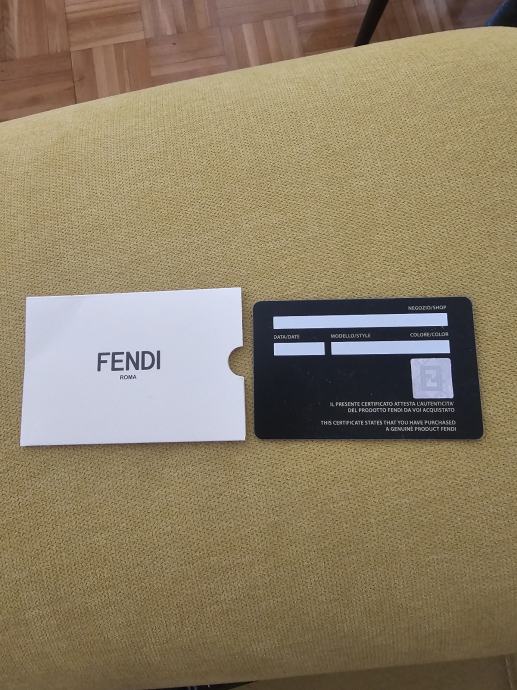 FENDI
ROMA
NEGOZIO/SHOP
DATA/DATE MODELLO/STYLE COLORE/COLOR
IL PRESENTE CERTIFICATO ATTESTA L'AUTENTICITA'
DEL PRODOTTO FENDI DA VOI ACQUISTATO
THIS CERTIFICATE STATES THAT YOU HAVE PURCHASED
A GENUINE PRODUCT FENDI